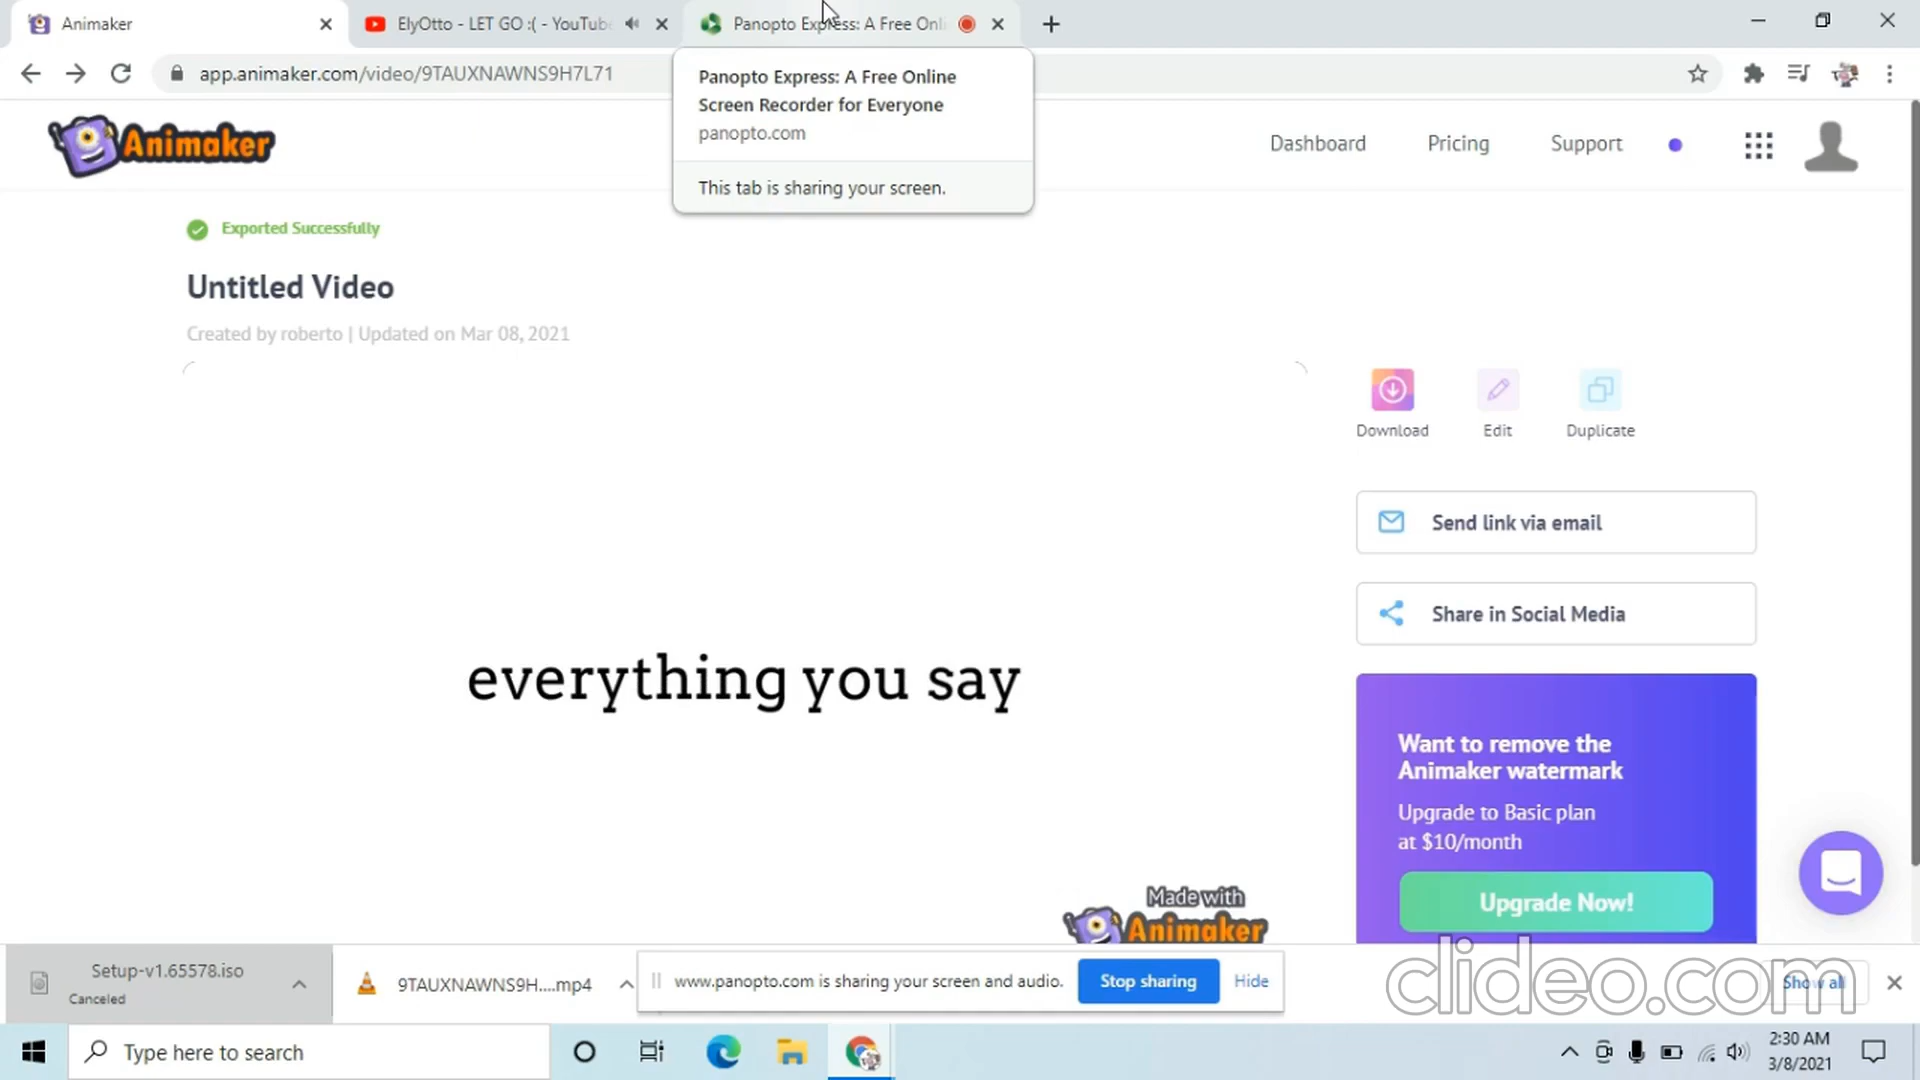 Animaker
ElyOtto - LET GO :( - YouTube
Panopto Express: A Free Onli
app.animaker.com/video/9TAUXNAWNS9H7L71
Panopto Express: A Free Online
Screen Recorder for Everyone
panopto.com
This tab is sharing your screen.
Animaker
Dashboard
Pricing
Support
Exported Successfully
Untitled Video
Created by roberto | Updated on Mar 08, 2021
Download
Edit
Duplicate
Send link via email
Share in Social Media
everything you say
Want to remove the
Animaker watermark
Upgrade to Basic plan
at $10/month
Upgrade Now!
Made with
Animaker
Setup-v1.65578.iso
Canceled
9TAUXNAWNS9H....mp4
www.panopto.com is sharing your screen and audio.
Stop sharing
Hide
Show all
clideo.com
Type here to search
2:30 AM
3/8/2021